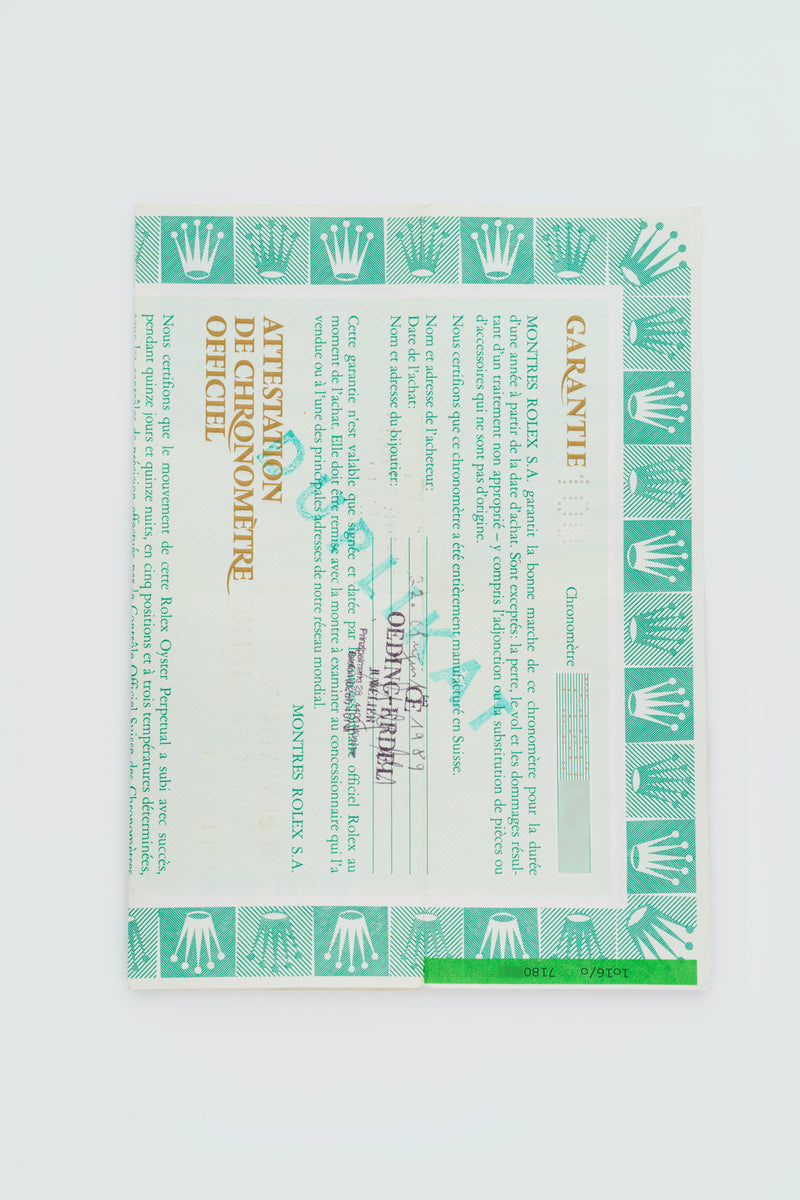 GARANTIE
Chronomètre
MONTRES ROLEX S.A. garantit la bonne marche de ce chronomètre pour la durée
d'une année à partir de la date d'achat. Sont exceptés: la perte, le vol et les dommages résul-
tant d'un traitement non approprié – y compris l'adjonction ou la substitution de pièces ou
d'accessoires qui ne sont pas d'origine.
Nous certifions que ce chronomètre a été entièrement manufacturé en Suisse.
Nom et adresse de l'acheteur:
Date de l'achat: 22. August 1989
Nom et adresse du bijoutier:
OEDING-ERDEL
JUWELIER
DUPLIKAT
Cette garantie n'est valable que signée et datée par le concessionnaire officiel Rolex au
moment de l'achat. Elle doit être remise avec la montre à examiner au concessionnaire qui l'a
vendue ou à l'une des principales adresses de notre réseau mondial.
MONTRES ROLEX S.A.
ATTESTATION
DE CHRONOMÈTRE
OFFICIEL
Nous certifions que le mouvement de cette Rolex Oyster Perpetual a subi avec succès,
pendant quinze jours et quinze nuits, en cinq positions et à trois températures déterminées,
1016/0 7180